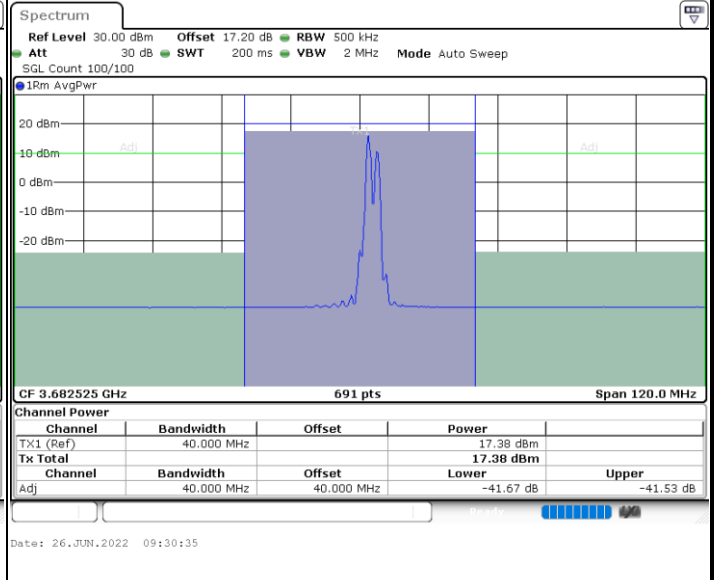 Spectrum
Ref Level 30.00 dBm Offset 17.20 dB RBW 500 kHz
Att 30 dB SWT 200 ms VBW 2 MHz Mode Auto Sweep
SGL Count 100/100
1Rm AvgPwr
TX1
20 dBm
Adj Adj
10 dBm
0 dBm
-10 dBm
-20 dBm
CF 3.682525 GHz 691 pts Span 120.0 MHz
Channel Power
Channel Bandwidth Offset Power
TX1 (Ref) 40.000 MHz 17.38 dBm
Tx Total 17.38 dBm
Channel Bandwidth Offset Lower Upper
Adj 40.000 MHz 40.000 MHz -41.67 dB -41.53 dB
Ready
Date: 26.JUN.2022 09:30:35